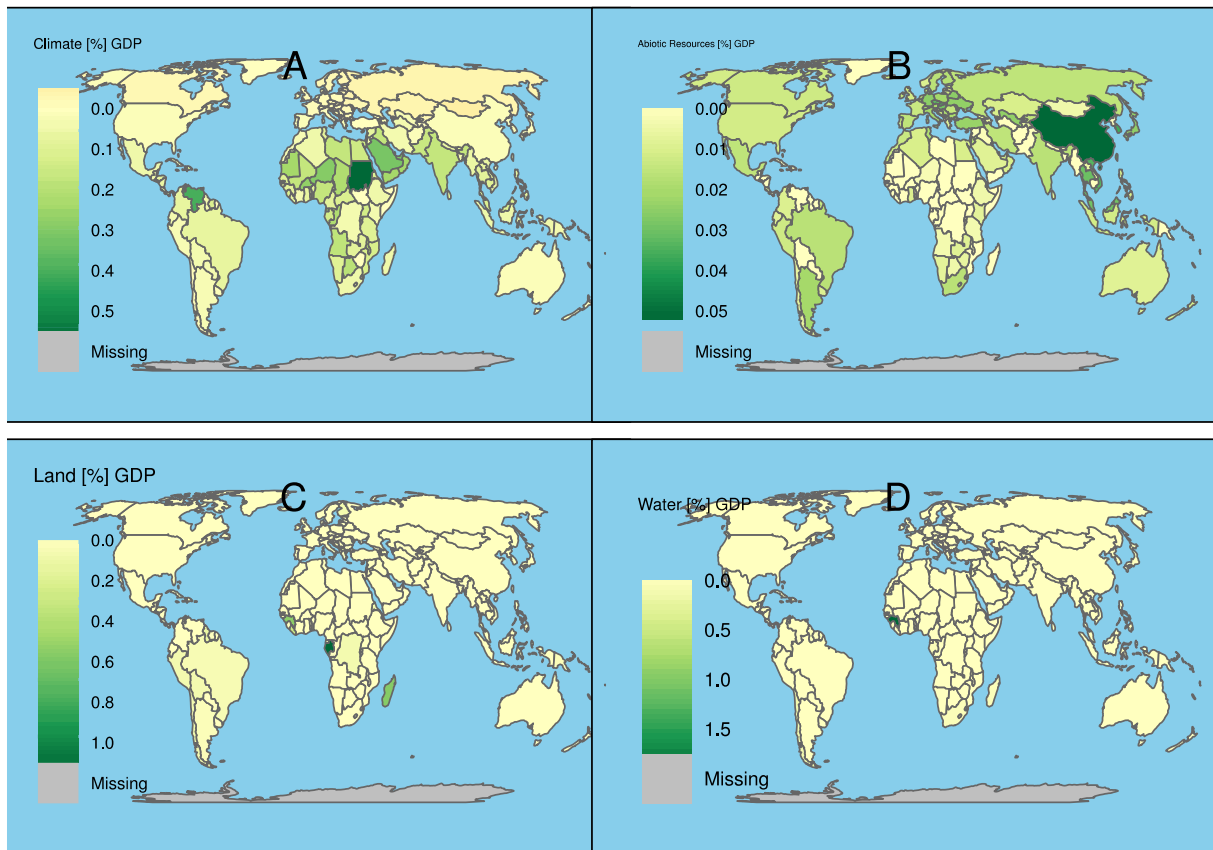 Climate [%] GDP
A
0.0
0.1
0.2
0.3
0.4
0.5
Missing
Abiotic Resources [%] GDP
B
0.00
0.01
0.02
0.03
0.04
0.05
Missing
Land [%] GDP
C
0.0
0.2
0.4
0.6
0.8
1.0
Missing
Water [%] GDP
D
0.0
0.5
1.0
1.5
Missing